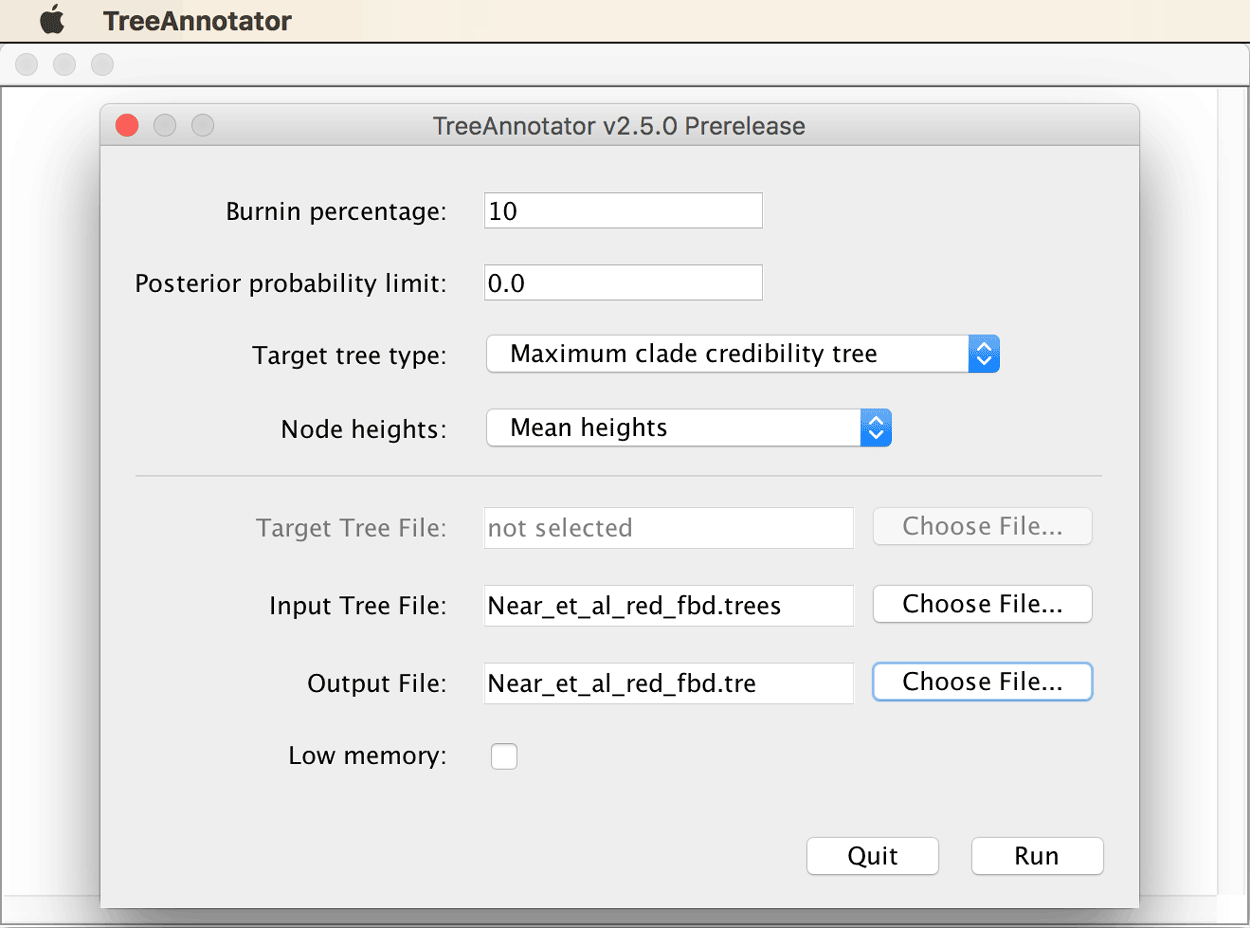 TreeAnnotator
TreeAnnotator v2.5.0 Prerelease
Burnin percentage: 10
Posterior probability limit: 0.0
Target tree type: Maximum clade credibility tree
Node heights: Mean heights
Target Tree File: not selected Choose File...
Input Tree File: Near_et_al_red_fbd.trees Choose File...
Output File: Near_et_al_red_fbd.tre Choose File...
Low memory:
Quit Run